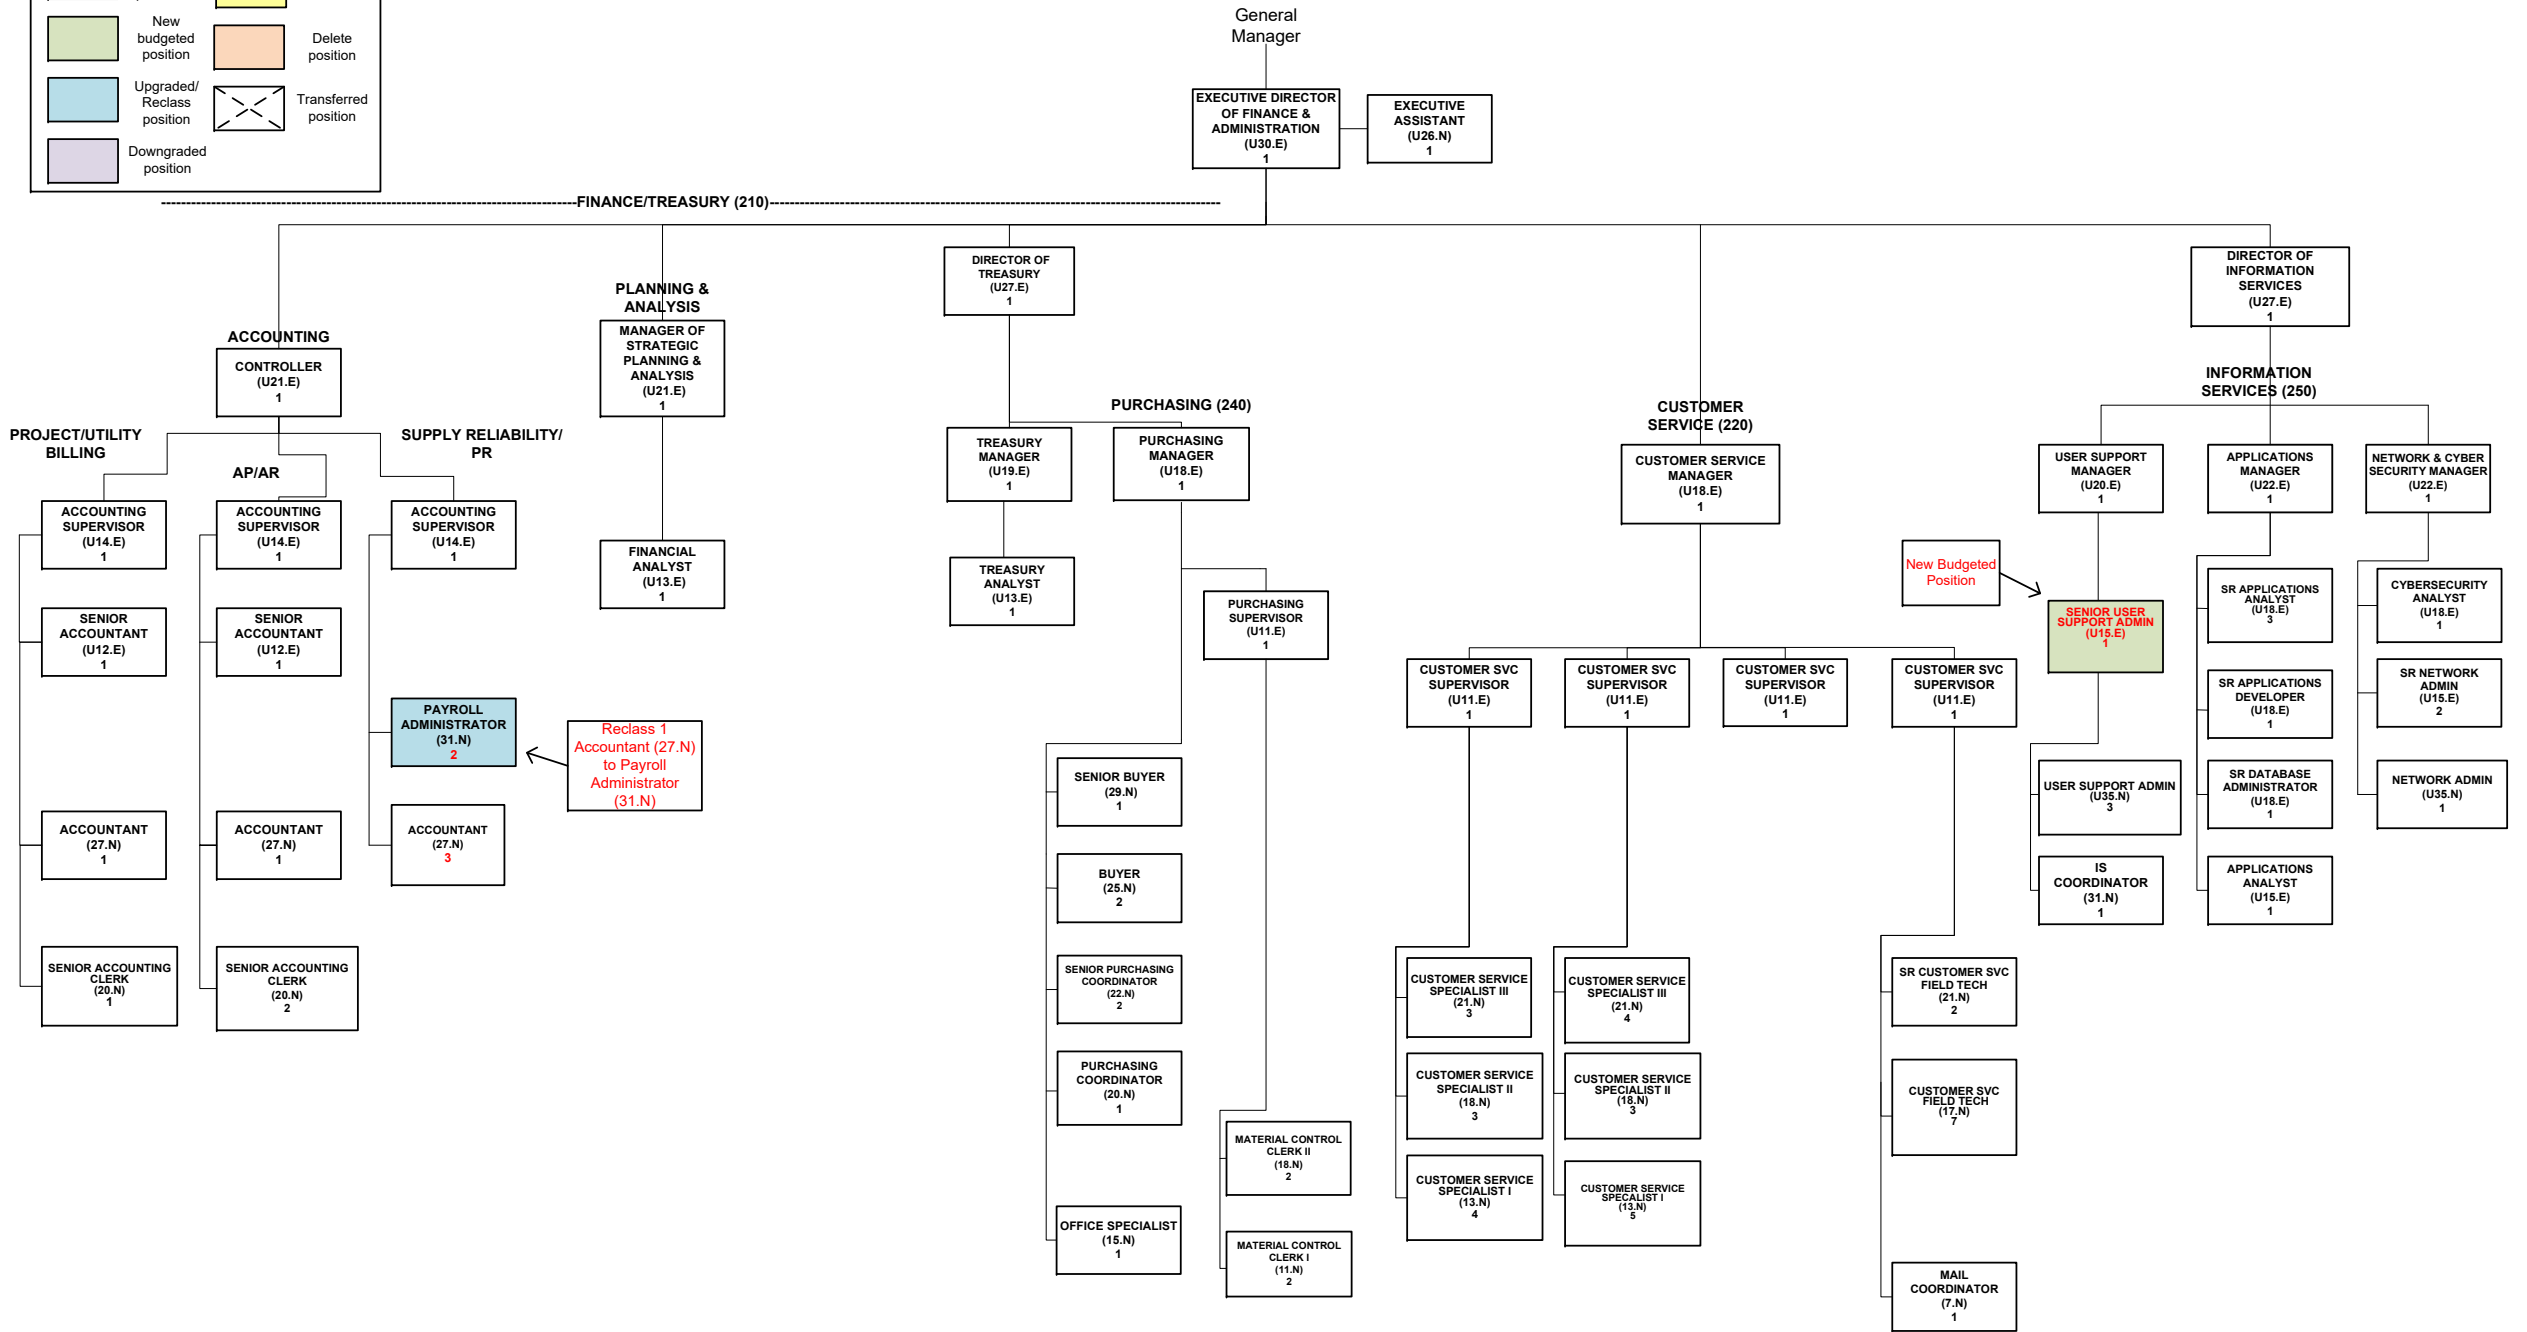 New
budgeted
position
Delete
position
Upgraded/
Reclass
position
Transferred
position
Downgraded
position
General
Manager
EXECUTIVE DIRECTOR
OF FINANCE &
ADMINISTRATION
(U30.E)
1
EXECUTIVE
ASSISTANT
(U26.N)
1
FINANCE/TREASURY (210)
ACCOUNTING
CONTROLLER
(U21.E)
1
PROJECT/UTILITY
BILLING
ACCOUNTING
SUPERVISOR
(U14.E)
1
SENIOR
ACCOUNTANT
(U12.E)
1
ACCOUNTANT
(27.N)
1
SENIOR ACCOUNTING
CLERK
(20.N)
1
AP/AR
ACCOUNTING
SUPERVISOR
(U14.E)
1
SENIOR
ACCOUNTANT
(U12.E)
1
ACCOUNTANT
(27.N)
1
SENIOR ACCOUNTING
CLERK
(20.N)
2
SUPPLY RELIABILITY/
PR
ACCOUNTING
SUPERVISOR
(U14.E)
1
PAYROLL
ADMINISTRATOR
(31.N)
2
Reclass 1
Accountant (27.N)
to Payroll
Administrator
(31.N)
ACCOUNTANT
(27.N)
3
PLANNING &
ANALYSIS
MANAGER OF
STRATEGIC
PLANNING &
ANALYSIS
(U21.E)
1
FINANCIAL
ANALYST
(U13.E)
1
DIRECTOR OF
TREASURY
(U27.E)
1
TREASURY
MANAGER
(U19.E)
1
TREASURY
ANALYST
(U13.E)
1
PURCHASING (240)
PURCHASING
MANAGER
(U18.E)
1
PURCHASING
SUPERVISOR
(U11.E)
1
SENIOR BUYER
(29.N)
1
BUYER
(25.N)
2
SENIOR PURCHASING
COORDINATOR
(22.N)
2
PURCHASING
COORDINATOR
(20.N)
1
OFFICE SPECIALIST
(15.N)
1
MATERIAL CONTROL
CLERK II
(18.N)
2
MATERIAL CONTROL
CLERK I
(11.N)
2
CUSTOMER
SERVICE (220)
CUSTOMER SERVICE
MANAGER
(U18.E)
1
CUSTOMER SVC
SUPERVISOR
(U11.E)
1
CUSTOMER SERVICE
SPECIALIST III
(21.N)
3
CUSTOMER SERVICE
SPECIALIST II
(18.N)
3
CUSTOMER SERVICE
SPECIALIST I
(13.N)
4
CUSTOMER SVC
SUPERVISOR
(U11.E)
1
CUSTOMER SERVICE
SPECIALIST III
(21.N)
4
CUSTOMER SERVICE
SPECIALIST II
(18.N)
3
CUSTOMER SERVICE
SPECIALIST I
(13.N)
5
CUSTOMER SVC
SUPERVISOR
(U11.E)
1
CUSTOMER SVC
SUPERVISOR
(U11.E)
1
SR CUSTOMER SVC
FIELD TECH
(21.N)
2
CUSTOMER SVC
FIELD TECH
(17.N)
7
MAIL
COORDINATOR
(7.N)
1
DIRECTOR OF
INFORMATION
SERVICES
(U27.E)
1
INFORMATION
SERVICES (250)
USER SUPPORT
MANAGER
(U20.E)
1
New Budgeted
Position
SENIOR USER
SUPPORT ADMIN
(U15.E)
1
USER SUPPORT ADMIN
(U35.N)
3
IS
COORDINATOR
(31.N)
1
APPLICATIONS
MANAGER
(U22.E)
1
SR APPLICATIONS
ANALYST
(U18.E)
3
SR APPLICATIONS
DEVELOPER
(U18.E)
1
SR DATABASE
ADMINISTRATOR
(U18.E)
1
APPLICATIONS
ANALYST
(U15.E)
1
NETWORK & CYBER
SECURITY MANAGER
(U22.E)
1
CYBERSECURITY
ANALYST
(U18.E)
1
SR NETWORK
ADMIN
(U15.E)
2
NETWORK ADMIN
(U35.N)
1